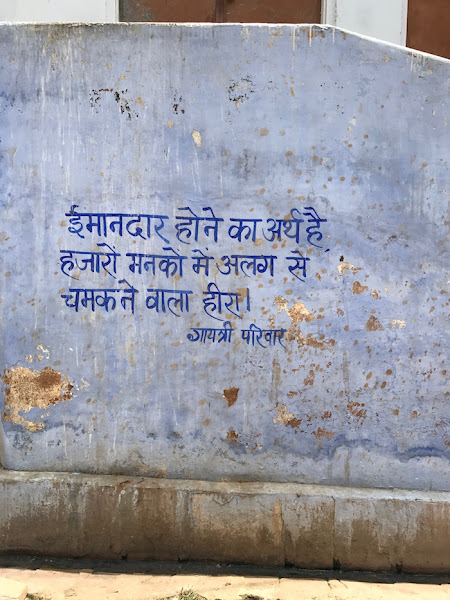 ईमानदार होने का अर्थ है,
हजारों मनकों में अलग से
चमकने वाला हीरा।
गायत्री परिवार